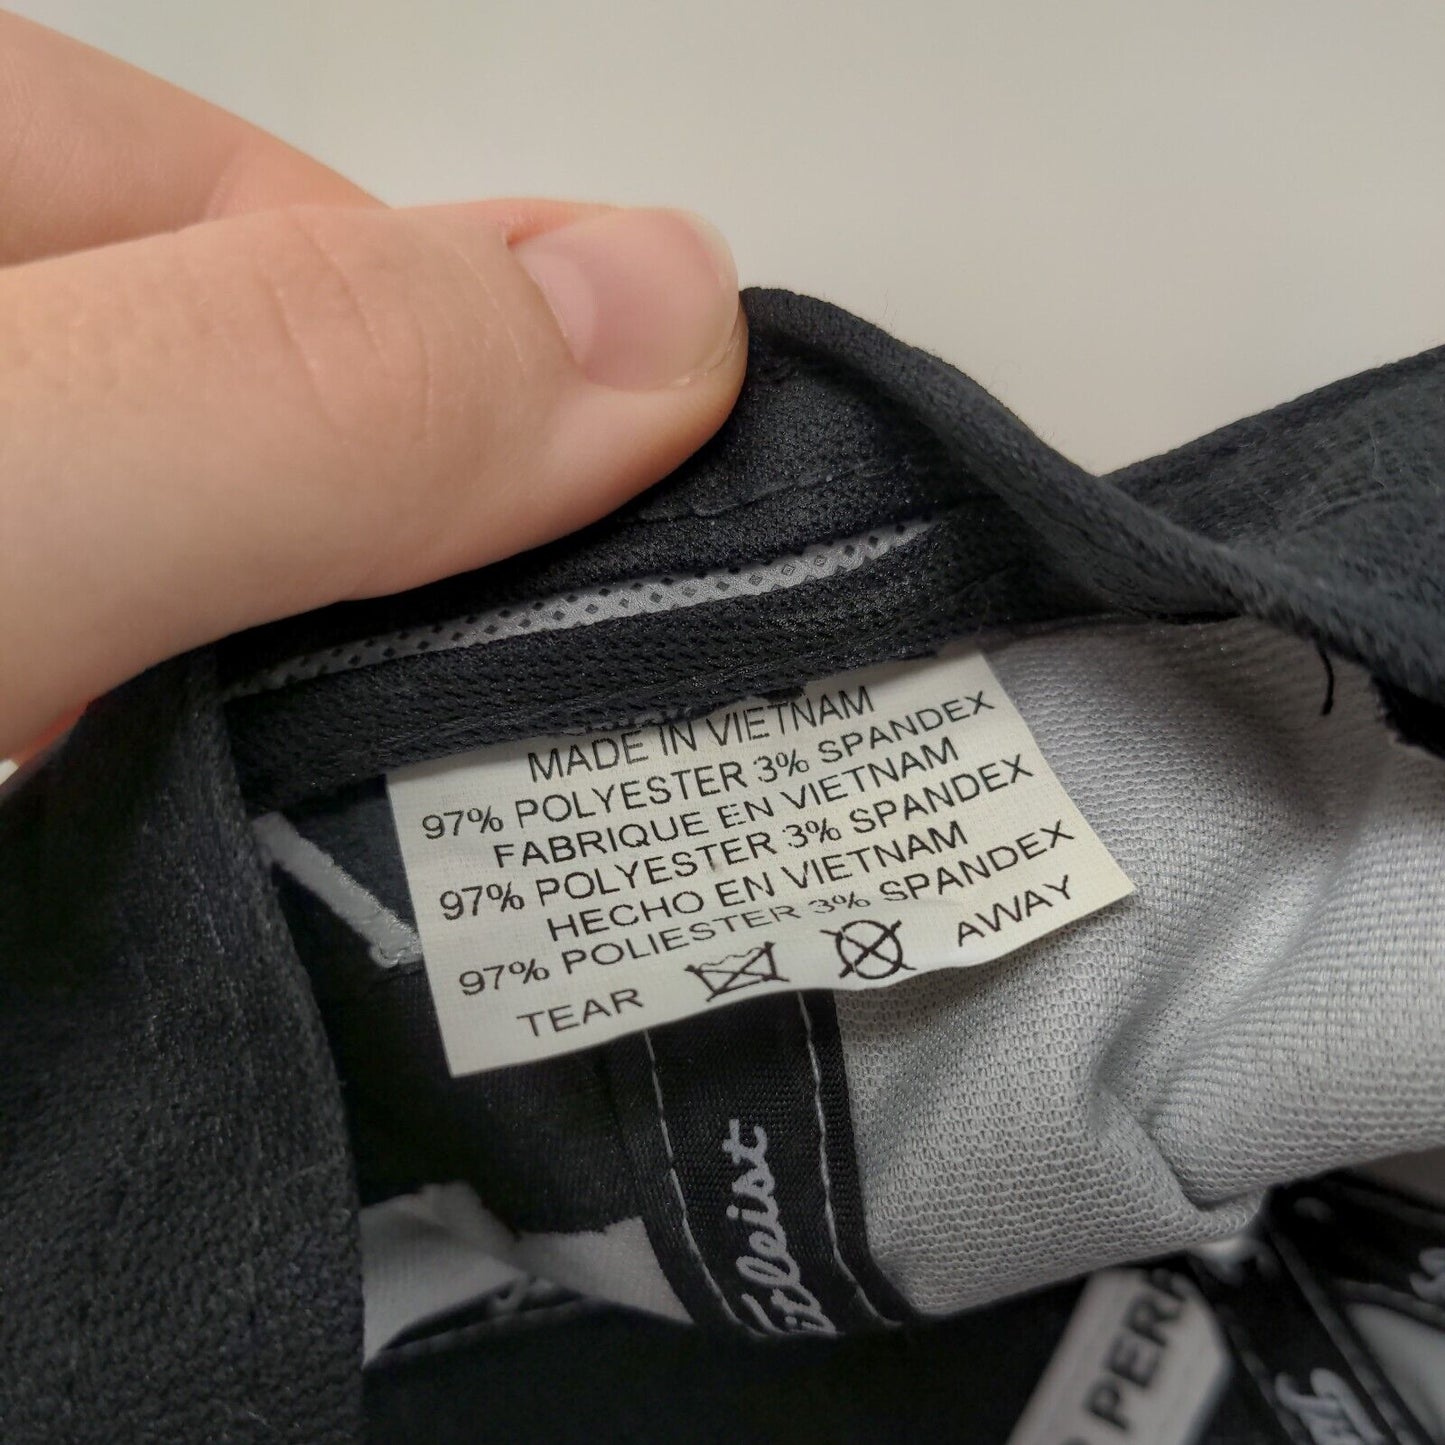 MADE IN VIETNAM
97% POLYESTER 3% SPANDEX
FABRIQUE EN VIETNAM
97% POLYESTER 3% SPANDEX
HECHO EN VIETNAM
97% POLIESTER 3% SPANDEX
TEAR AWAY
Titleist
PERF